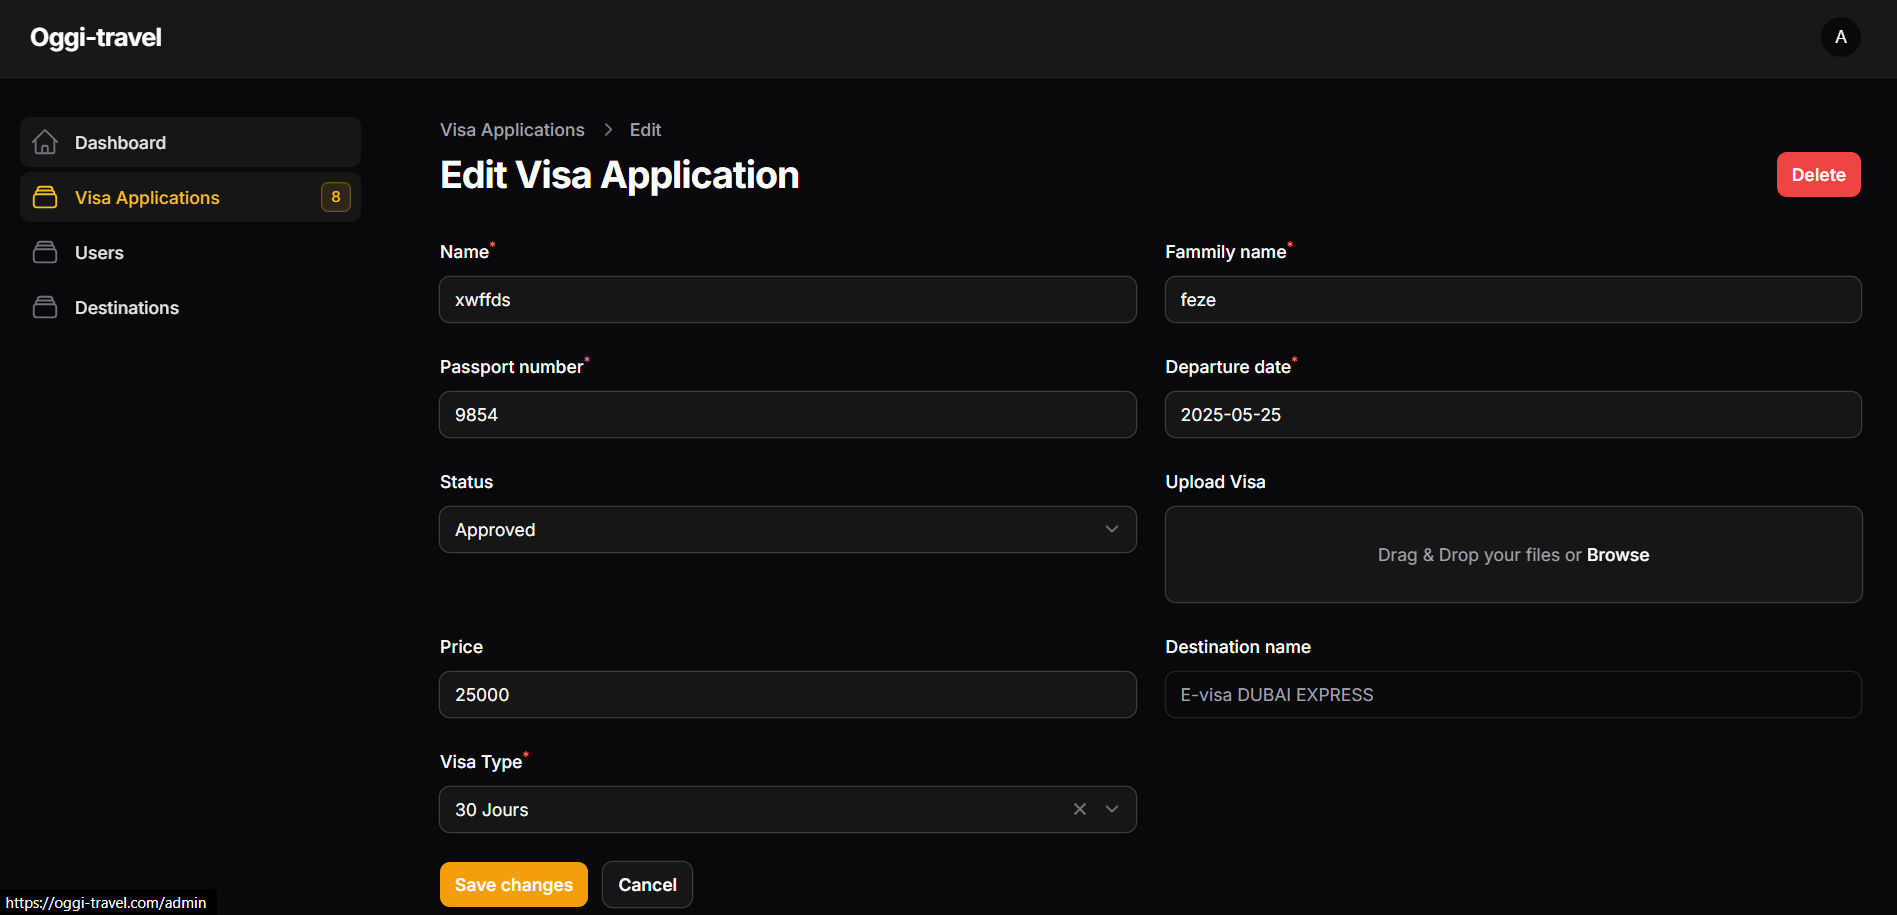 Oggi-travel
A
Dashboard
Visa Applications 8
Users
Destinations
Visa Applications > Edit
Edit Visa Application
Delete
Name*
xwffds
Fammily name*
feze
Passport number*
9854
Departure date*
2025-05-25
Status
Approved
Upload Visa
Drag & Drop your files or Browse
Price
25000
Destination name
E-visa DUBAI EXPRESS
Visa Type*
30 Jours
Save changes
Cancel
https://oggi-travel.com/admin